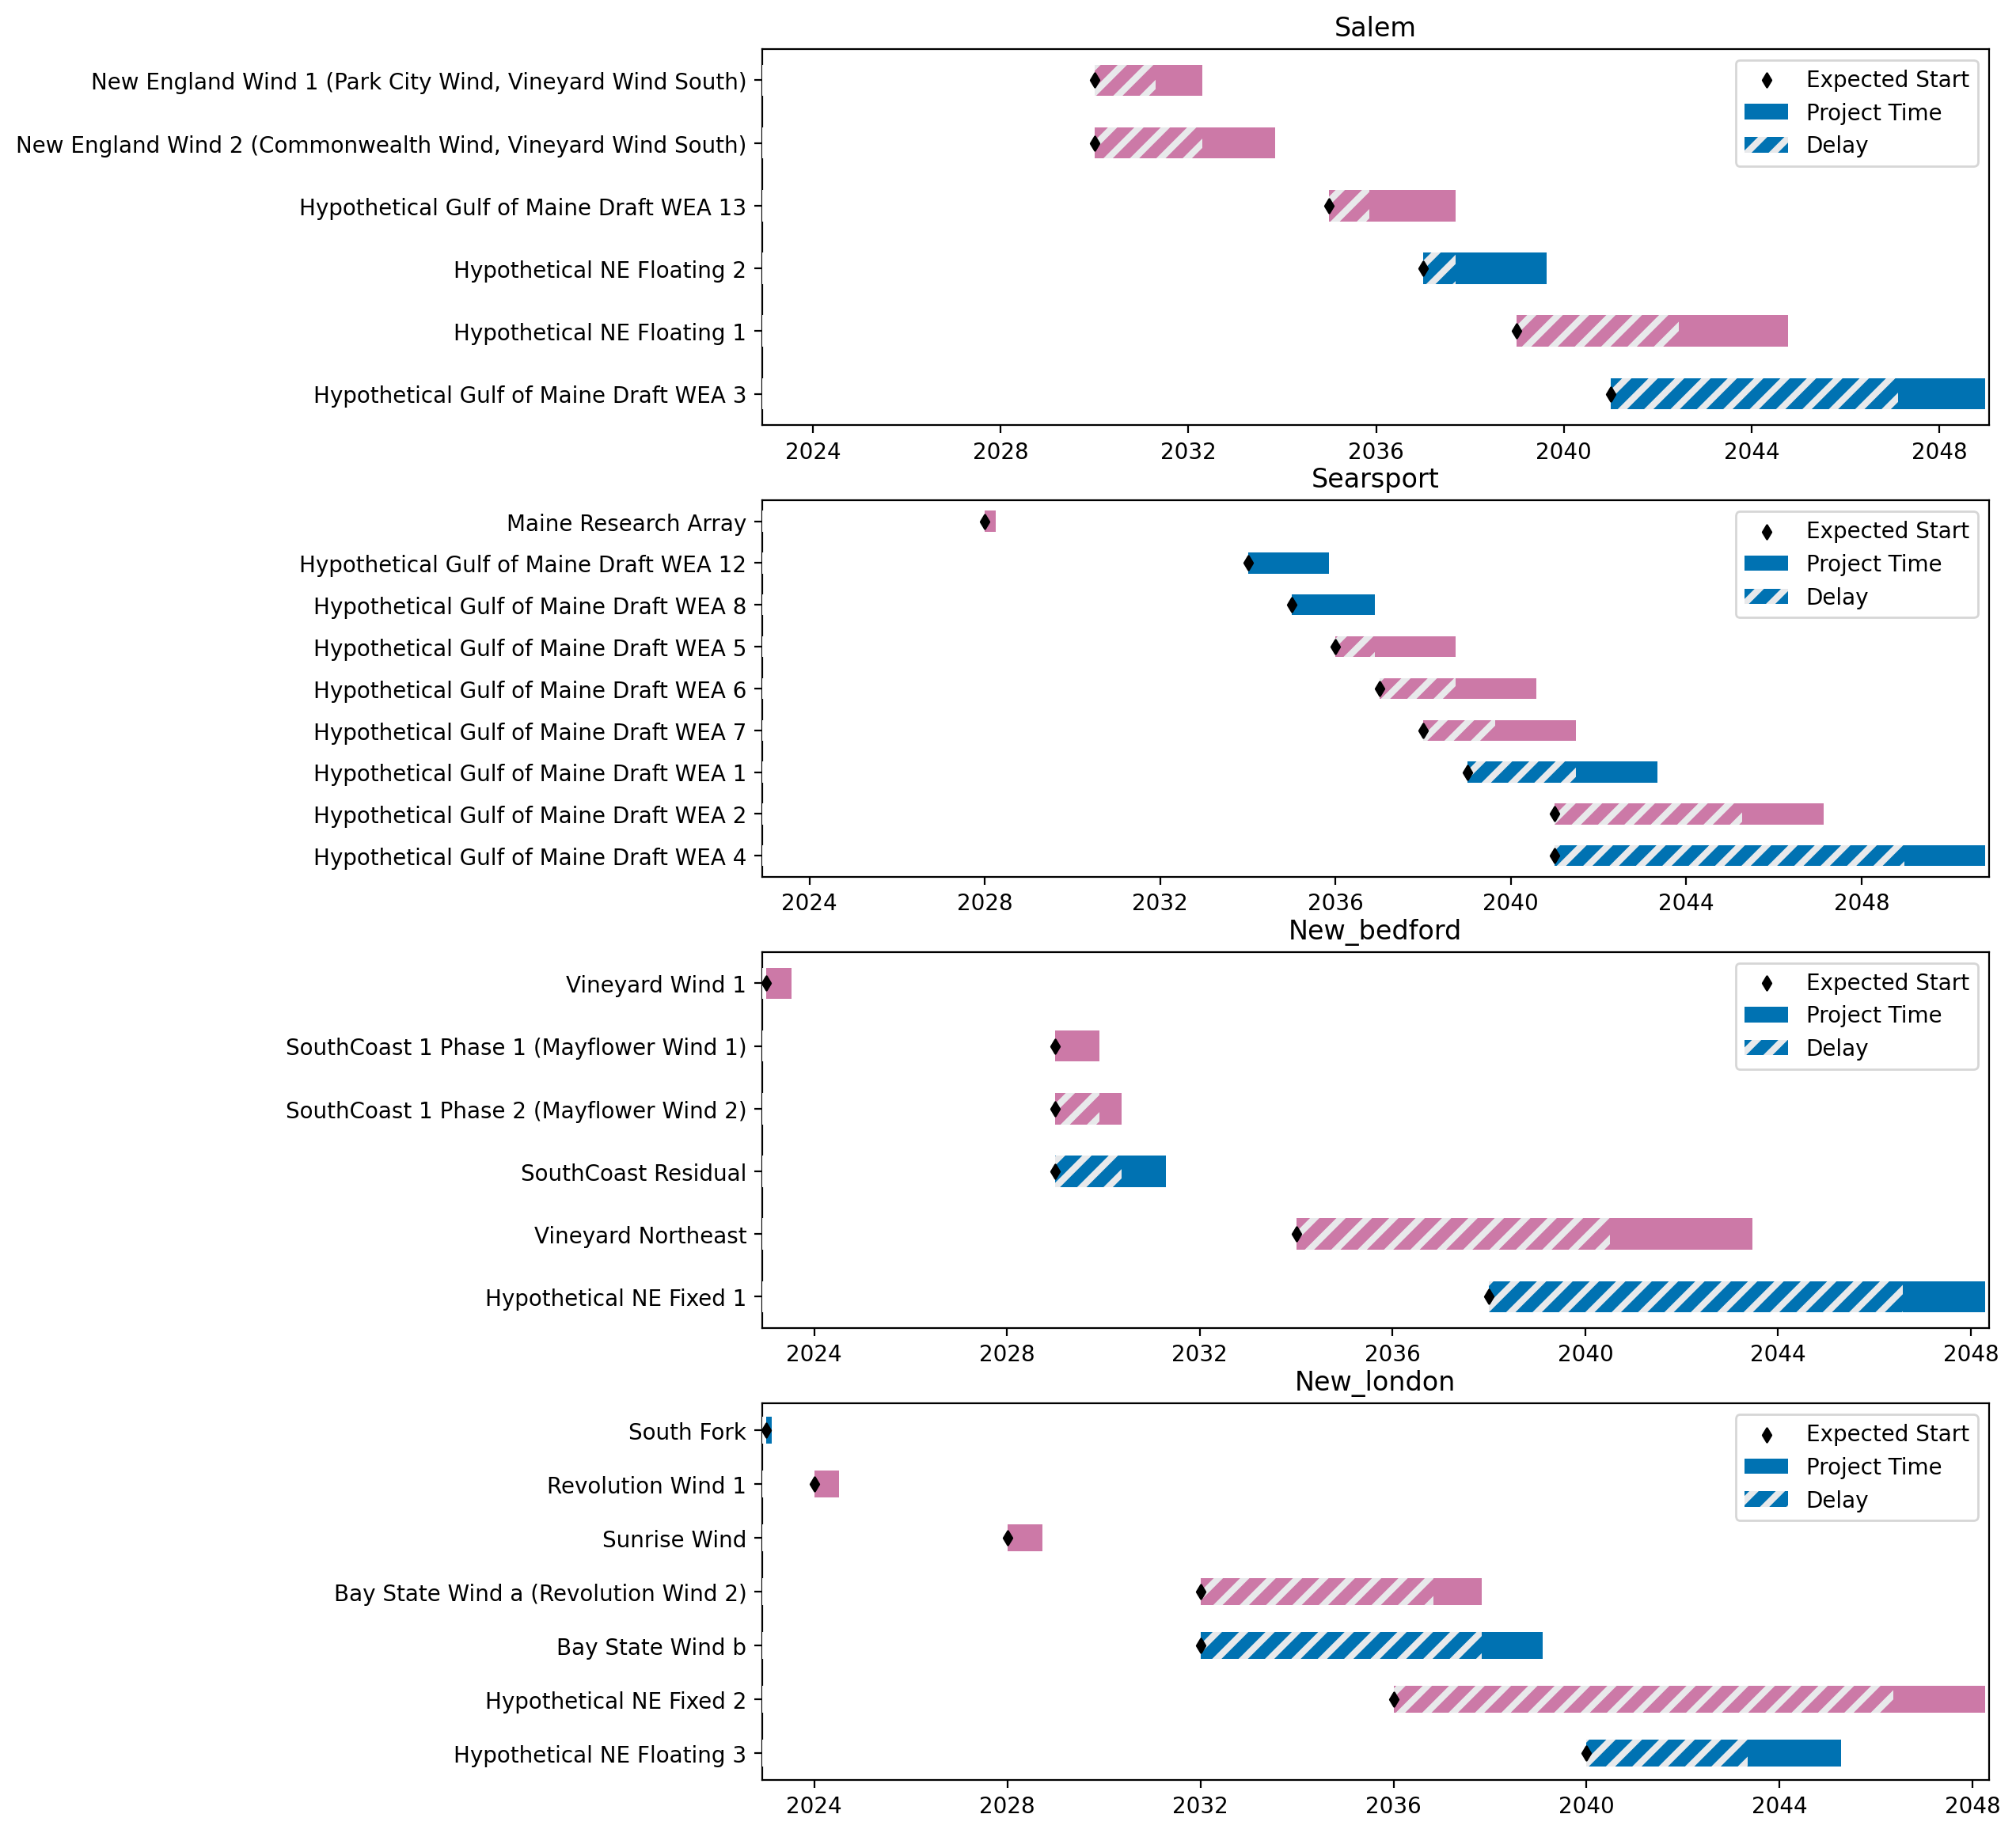 Salem
New England Wind 1 (Park City Wind, Vineyard Wind South)
New England Wind 2 (Commonwealth Wind, Vineyard Wind South)
Hypothetical Gulf of Maine Draft WEA 13
Hypothetical NE Floating 2
Hypothetical NE Floating 1
Hypothetical Gulf of Maine Draft WEA 3
Expected Start
Project Time
Delay
2024 2028 2032 2036 2040 2044 2048
Searsport
Maine Research Array
Hypothetical Gulf of Maine Draft WEA 12
Hypothetical Gulf of Maine Draft WEA 8
Hypothetical Gulf of Maine Draft WEA 5
Hypothetical Gulf of Maine Draft WEA 6
Hypothetical Gulf of Maine Draft WEA 7
Hypothetical Gulf of Maine Draft WEA 1
Hypothetical Gulf of Maine Draft WEA 2
Hypothetical Gulf of Maine Draft WEA 4
Expected Start
Project Time
Delay
2024 2028 2032 2036 2040 2044 2048
New_bedford
Vineyard Wind 1
SouthCoast 1 Phase 1 (Mayflower Wind 1)
SouthCoast 1 Phase 2 (Mayflower Wind 2)
SouthCoast Residual
Vineyard Northeast
Hypothetical NE Fixed 1
Expected Start
Project Time
Delay
2024 2028 2032 2036 2040 2044 2048
New_london
South Fork
Revolution Wind 1
Sunrise Wind
Bay State Wind a (Revolution Wind 2)
Bay State Wind b
Hypothetical NE Fixed 2
Hypothetical NE Floating 3
Expected Start
Project Time
Delay
2024 2028 2032 2036 2040 2044 2048